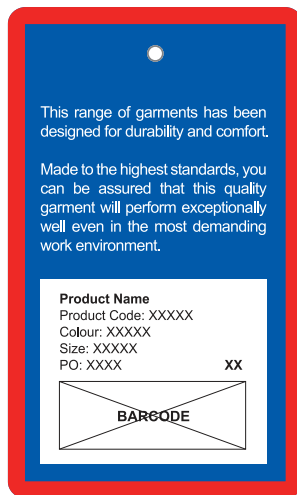 This range of garments has been
designed for durability and comfort.
Made to the highest standards, you
can be assured that this quality
garment will perform exceptionally
well even in the most demanding
work environment.
Product Name
Product Code: XXXXX
Colour: XXXXX
Size: XXXXX
PO: XXXX XX
BARCODE